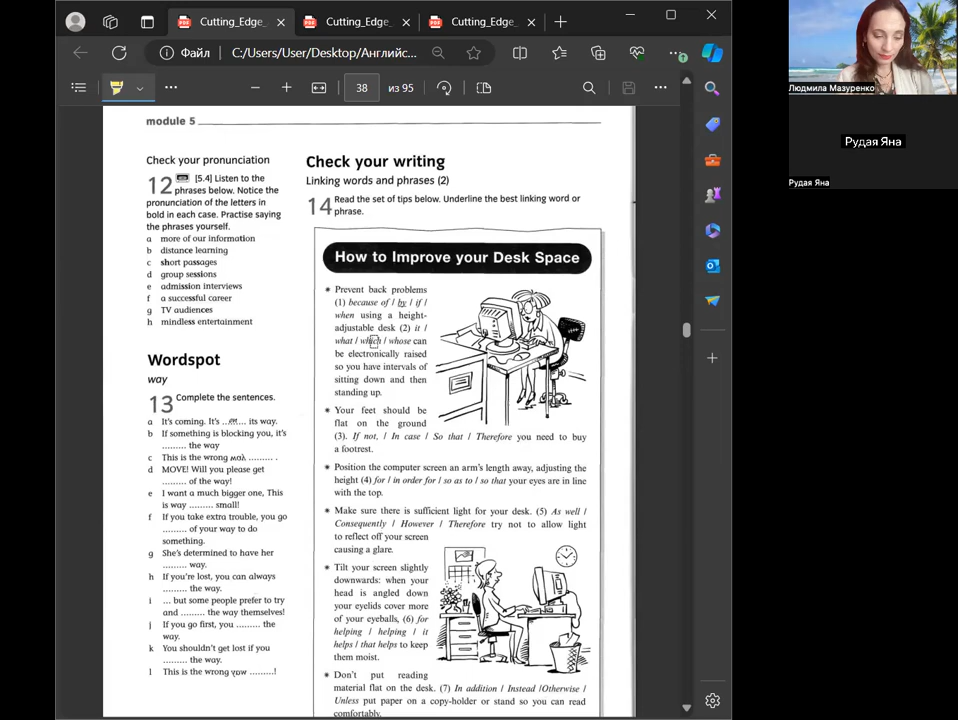 Cutting_Edge_
Cutting_Edge_
Cutting_Edge_
Файл
C:/Users/User/Desktop/Английс...
38
из 95
Людмила Мазуренко
Рудая Яна
Рудая Яна
module 5
Check your pronunciation
12 [5.4] Listen to the
phrases below. Notice the
pronunciation of the letters in
bold in each case. Practise saying
the phrases yourself.
a more of our information
b distance learning
c short passages
d group sessions
e admission interviews
f a successful career
g TV audiences
h mindless entertainment
Wordspot
way
13 Complete the sentences.
a It's coming. It's ...on... its way.
b If something is blocking you, it's
......... the way
c This is the wrong ......... .
d MOVE! Will you please get
......... of the way!
e I want a much bigger one, This
is way ......... small!
f If you take extra trouble, you go
......... of your way to do
something.
g She's determined to have her
......... way.
h If you're lost, you can always
......... the way.
i ... but some people prefer to try
and ......... the way themselves!
j If you go first, you ......... the
way.
k You shouldn't get lost if you
......... the way.
l This is the wrong .........!
Check your writing
Linking words and phrases (2)
14 Read the set of tips below. Underline the best linking word or
phrase.
How to Improve your Desk Space
* Prevent back problems
(1) because of / by / if /
when using a height-
adjustable desk (2) it /
what / which / whose can
be electronically raised
so you have intervals of
sitting down and then
standing up.
* Your feet should be
flat on the ground
(3). If not, / In case / So that / Therefore you need to buy
a footrest.
* Position the computer screen an arm's length away, adjusting the
height (4) for / in order for / so as to / so that your eyes are in line
with the top.
* Make sure there is sufficient light for your desk. (5) As well /
Consequently / However / Therefore try not to allow light
to reflect off your screen
causing a glare.
* Tilt your screen slightly
downwards: when your
head is angled down
your eyelids cover more
of your eyeballs, (6) for
helping / helping / it
helps / that helps to keep
them moist.
* Don't put reading
material flat on the desk. (7) In addition / Instead /Otherwise /
Unless put paper on a copy-holder or stand so you can read
comfortably.